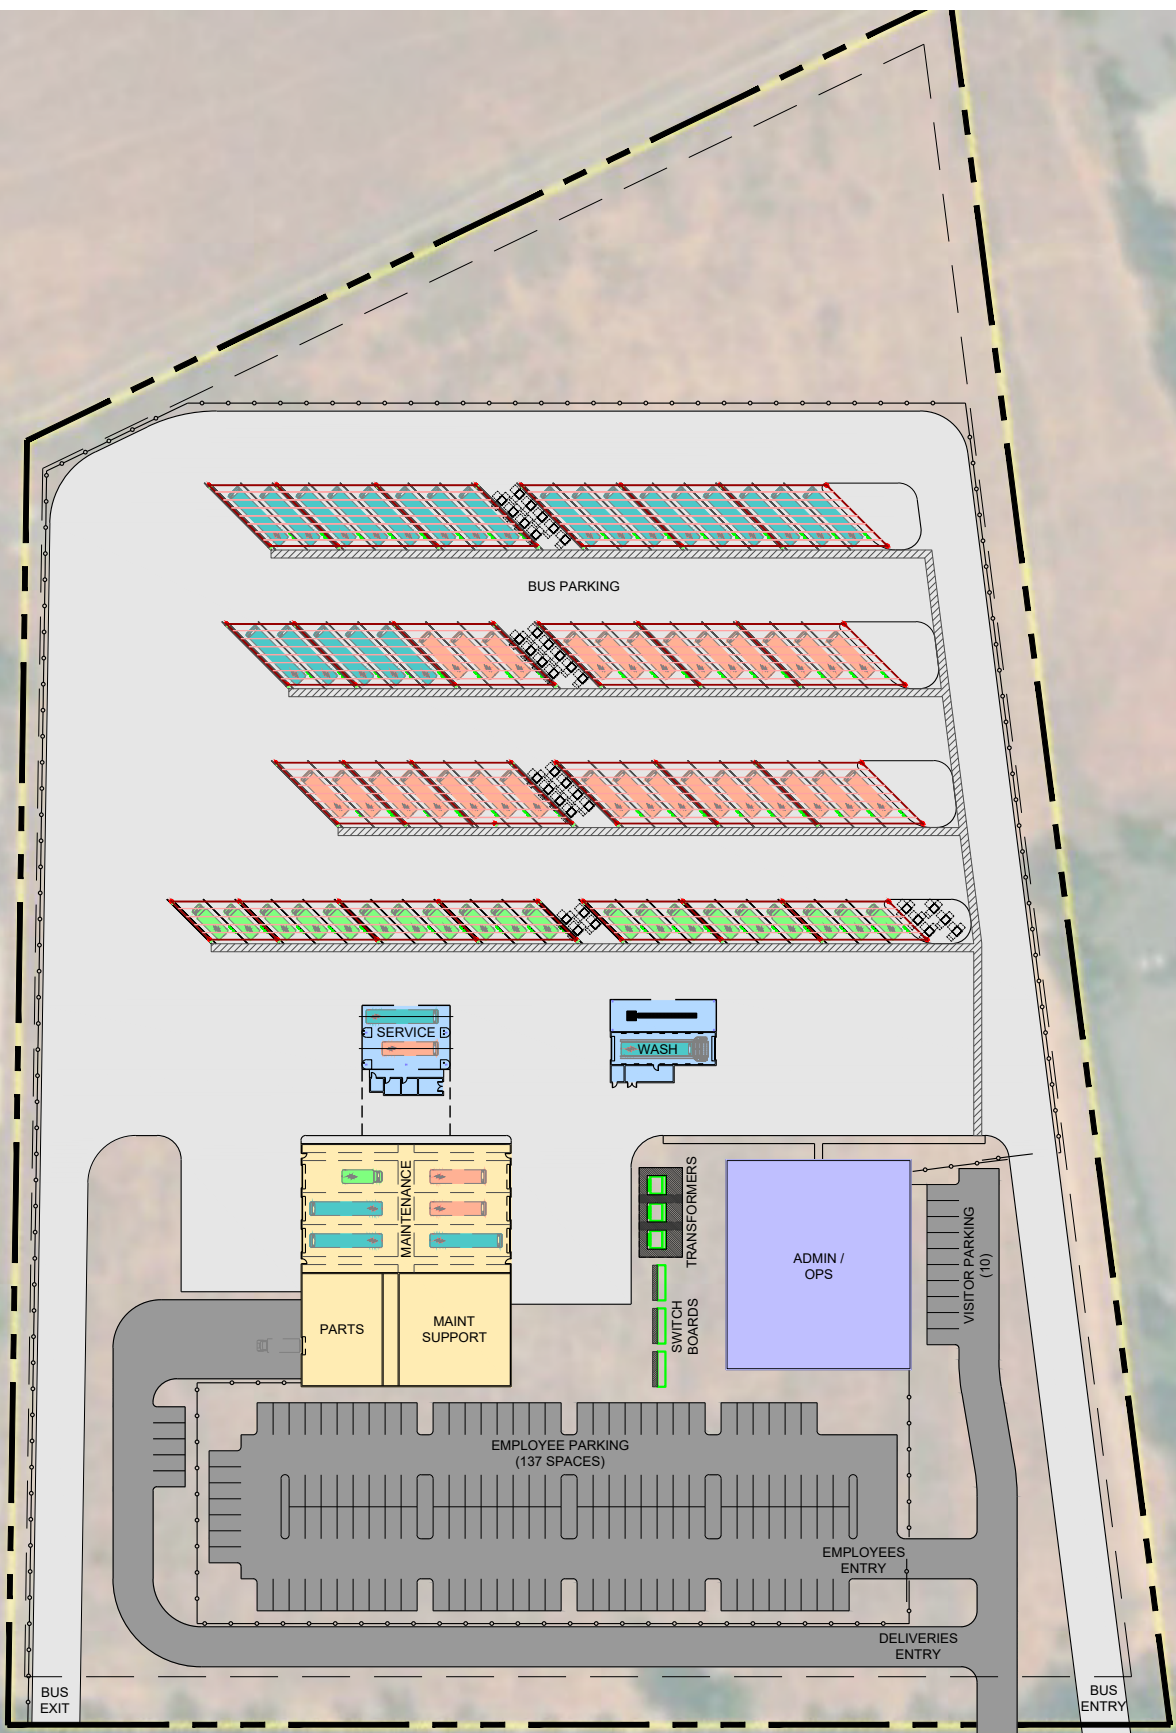 BUS PARKING
SERVICE
WASH
MAINTENANCE
TRANSFORMERS
ADMIN /
OPS
VISITOR PARKING
(10)
PARTS
MAINT
SUPPORT
SWITCH
BOARDS
EMPLOYEE PARKING
(137 SPACES)
EMPLOYEES
ENTRY
DELIVERIES
ENTRY
BUS
EXIT
BUS
ENTRY